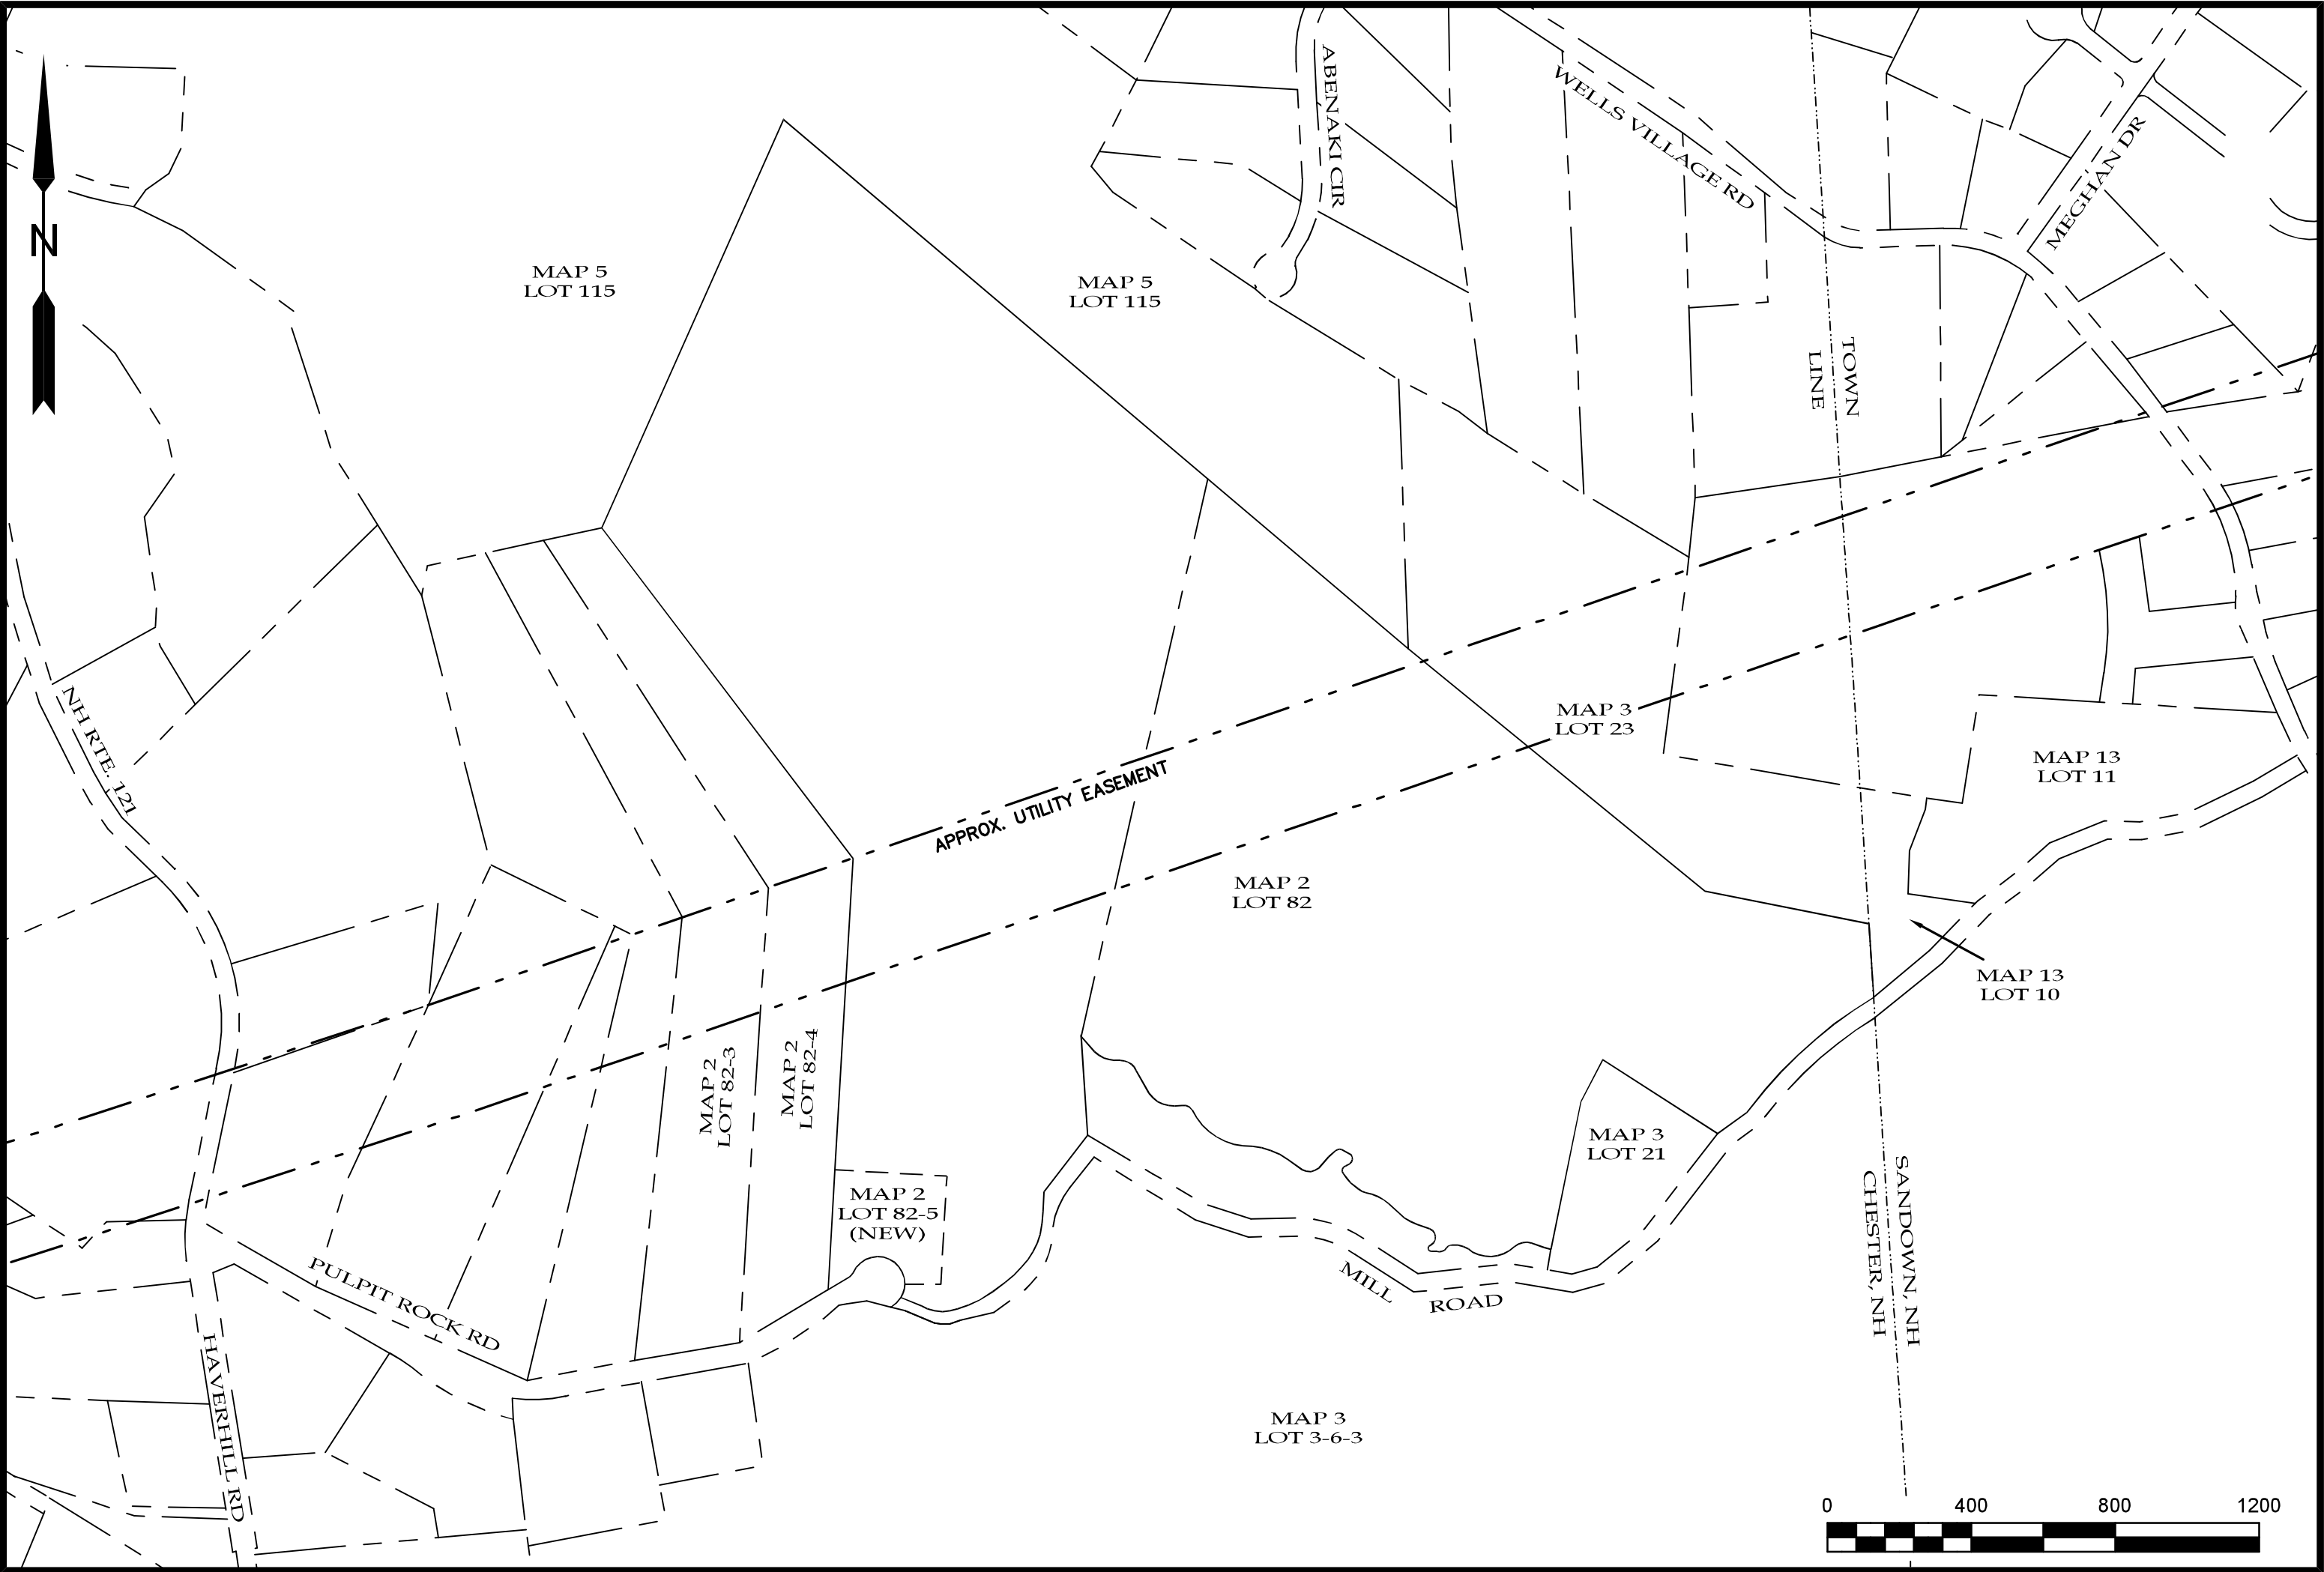 ABENAKI CIR
WELLS VILLAGE RD
MEGHAN DR
N
MAP 5
LOT 115
MAP 5
LOT 115
TOWN
LINE
NH RTE. 121
MAP 3
LOT 23
MAP 13
LOT 11
APPROX. UTILITY EASEMENT
MAP 2
LOT 82
MAP 13
LOT 10
MAP 2
LOT 82-3
MAP 2
LOT 82-4
MAP 3
LOT 21
MAP 2
LOT 82-5
(NEW)
SANDOWN, NH
CHESTER, NH
PULPIT ROCK RD
MILL ROAD
HAVERHILL RD
MAP 3
LOT 3-6-3
0 400 800 1200